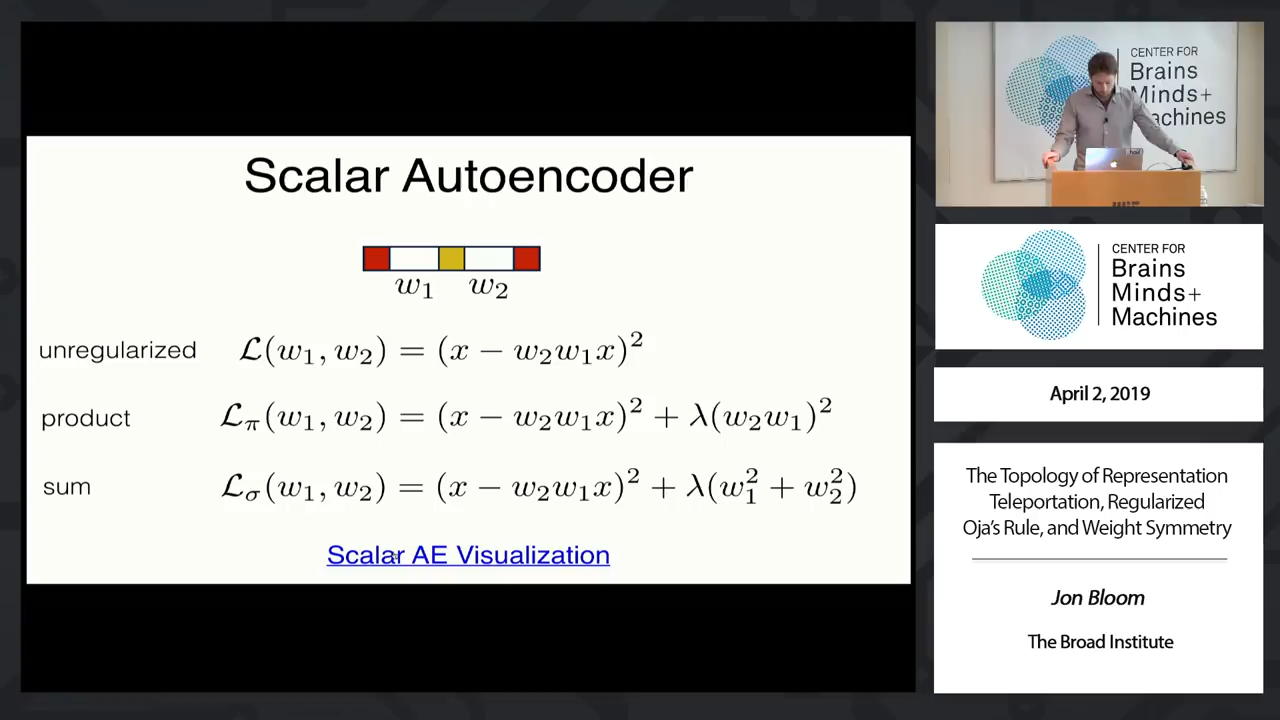 Scalar Autoencoder
w₁ w₂
unregularized ℒ(w₁, w₂) = (x − w₂w₁x)²
product ℒ_π(w₁, w₂) = (x − w₂w₁x)² + λ(w₂w₁)²
sum ℒ_σ(w₁, w₂) = (x − w₂w₁x)² + λ(w₁² + w₂²)
Scalar AE Visualization
CENTER FOR
Brains
Minds+
Machines
CENTER FOR
Brains
Minds+
Machines
April 2, 2019
The Topology of Representation
Teleportation, Regularized
Oja's Rule, and Weight Symmetry
Jon Bloom
The Broad Institute